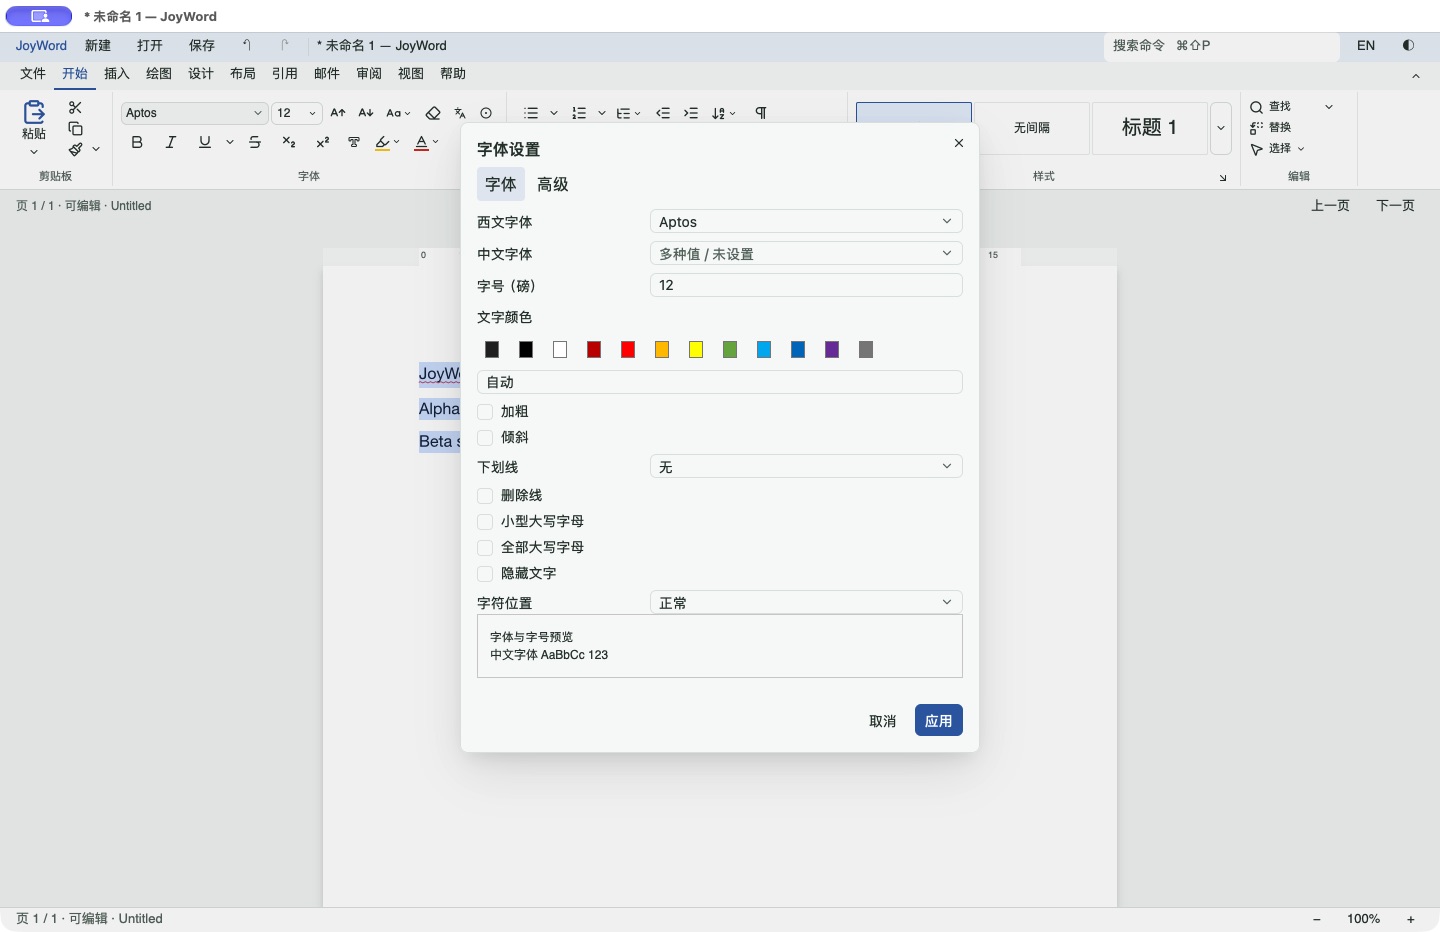 * 未命名 1 — JoyWord
JoyWord 新建 打开 保存 * 未命名 1 — JoyWord 搜索命令 ⌘⇧P EN
文件 开始 插入 绘图 设计 布局 引用 邮件 审阅 视图 帮助
粘贴
剪贴板
Aptos 12
字体
无间隔 标题 1
样式
查找
替换
选择
编辑
页 1 / 1 · 可编辑 · Untitled 上一页 下一页
0 15
JoyWo
Alpha
Beta s
字体设置
字体 高级
西文字体 Aptos
中文字体 多种值 / 未设置
字号（磅） 12
文字颜色
自动
加粗
倾斜
下划线 无
删除线
小型大写字母
全部大写字母
隐藏文字
字符位置 正常
字体与字号预览
中文字体 AaBbCc 123
取消 应用
页 1 / 1 · 可编辑 · Untitled − 100% +